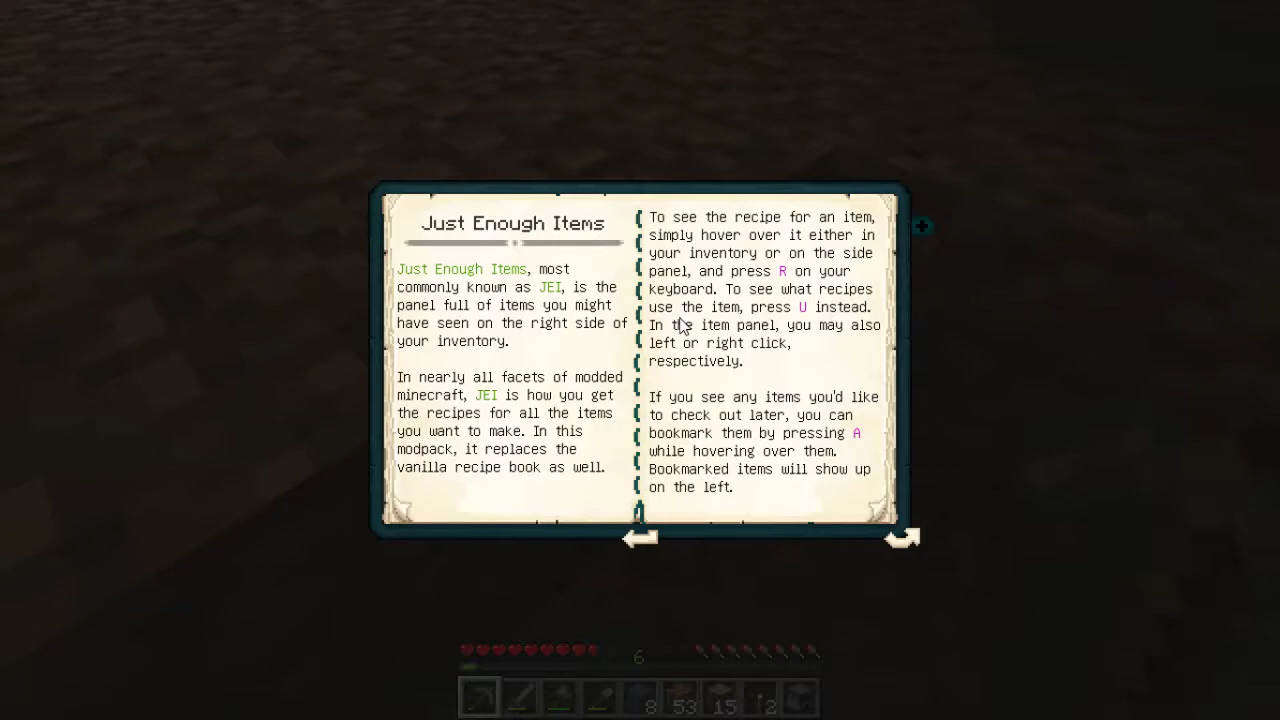 Just Enough Items
Just Enough Items, most
commonly known as JEI, is the
panel full of items you might
have seen on the right side of
your inventory.
In nearly all facets of modded
minecraft, JEI is how you get
the recipes for all the items
you want to make. In this
modpack, it replaces the
vanilla recipe book as well.
To see the recipe for an item,
simply hover over it either in
your inventory or on the side
panel, and press R on your
keyboard. To see what recipes
use the item, press U instead.
In the item panel, you may also
left or right click,
respectively.
If you see any items you'd like
to check out later, you can
bookmark them by pressing A
while hovering over them.
Bookmarked items will show up
on the left.
6
8 53 15 2